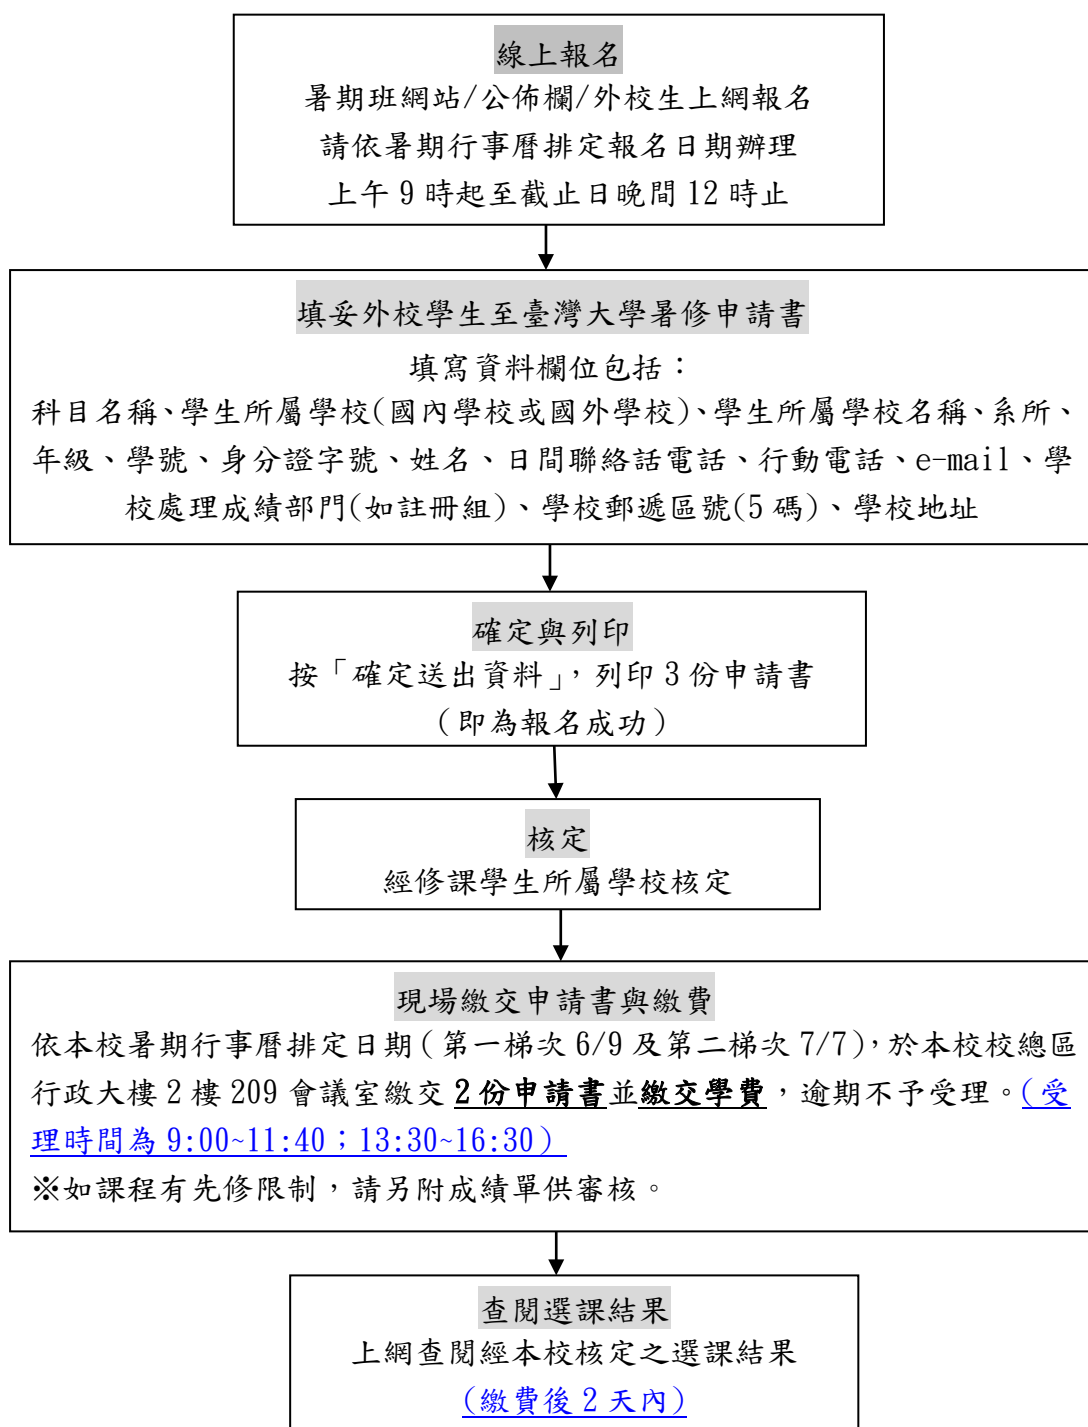 線上報名
暑期班網站/公佈欄/外校生上網報名
請依暑期行事曆排定報名日期辦理
上午 9 時起至截止日晚間 12 時止
填妥外校學生至臺灣大學暑修申請書
填寫資料欄位包括：
科目名稱、學生所屬學校(國內學校或國外學校)、學生所屬學校名稱、系所、
年級、學號、身分證字號、姓名、日間聯絡話電話、行動電話、e-mail、學
校處理成績部門(如註冊組)、學校郵遞區號(5 碼)、學校地址
確定與列印
按「確定送出資料」，列印 3 份申請書
（即為報名成功）
核定
經修課學生所屬學校核定
現場繳交申請書與繳費
依本校暑期行事曆排定日期（第一梯次 6/9 及第二梯次 7/7），於本校校總區
行政大樓 2 樓 209 會議室繳交 2 份申請書並繳交學費，逾期不予受理。（受
理時間為 9:00~11:40；13:30~16:30）
※如課程有先修限制，請另附成績單供審核。
查閱選課結果
上網查閱經本校核定之選課結果
（繳費後 2 天內）